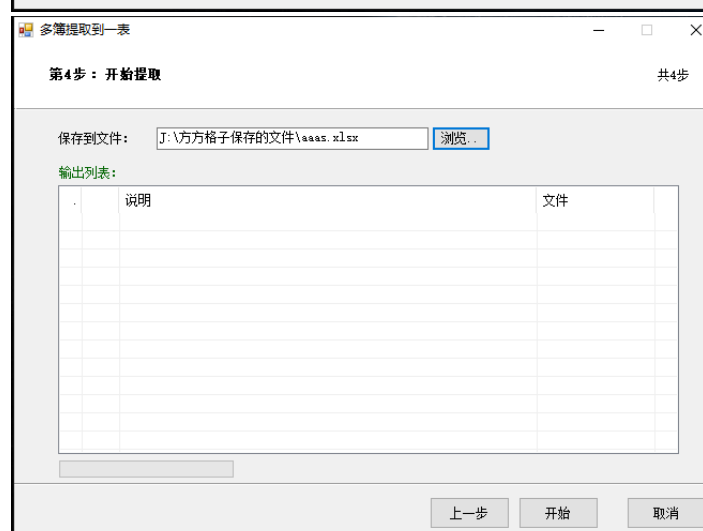 多簿提取到一表
第4步：开始提取 共4步
保存到文件： J:\方方格子保存的文件\aaas.xlsx 浏览..
输出列表：
. 说明 文件
上一步 开始 取消